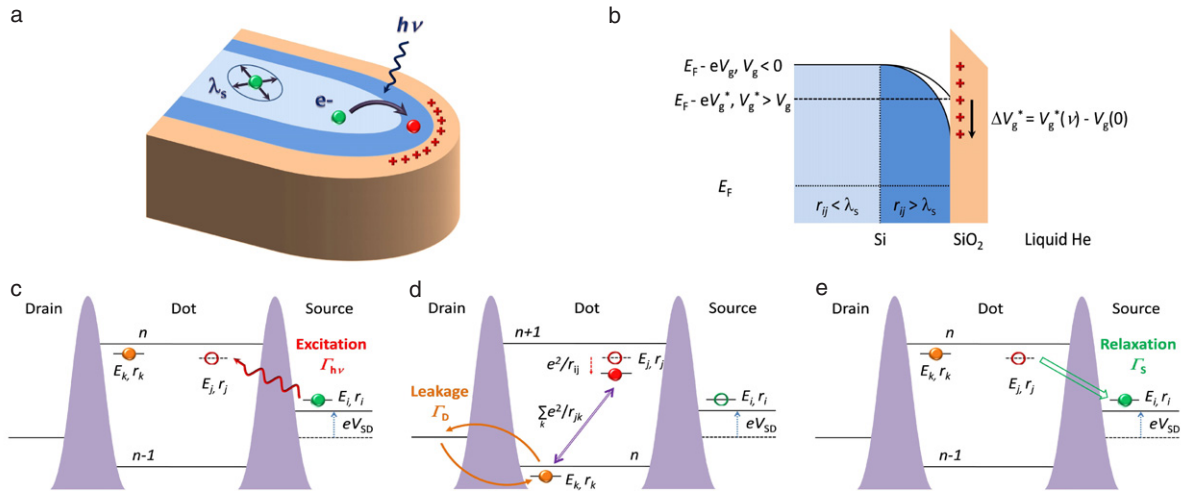 a
hν
λs
e-
+ + + + + + + + + +
b
EF - eVg, Vg < 0
EF - eVg*, Vg* > Vg
+ + + + +
ΔVg* = Vg*(ν) - Vg(0)
EF
rij < λs
rij > λs
Si
SiO2
Liquid He
c
Drain
Dot
Source
n
Excitation
Γhν
Ek, rk
Ej, rj
Ei, ri
eVSD
n-1
d
Drain
Dot
Source
n+1
e2/rij
Ej, rj
Leakage
ΓD
∑k e2/rjk
Ei, ri
eVSD
n
Ek, rk
e
Drain
Dot
Source
n
Relaxation
ΓS
Ek, rk
Ej, rj
Ei, ri
eVSD
n-1